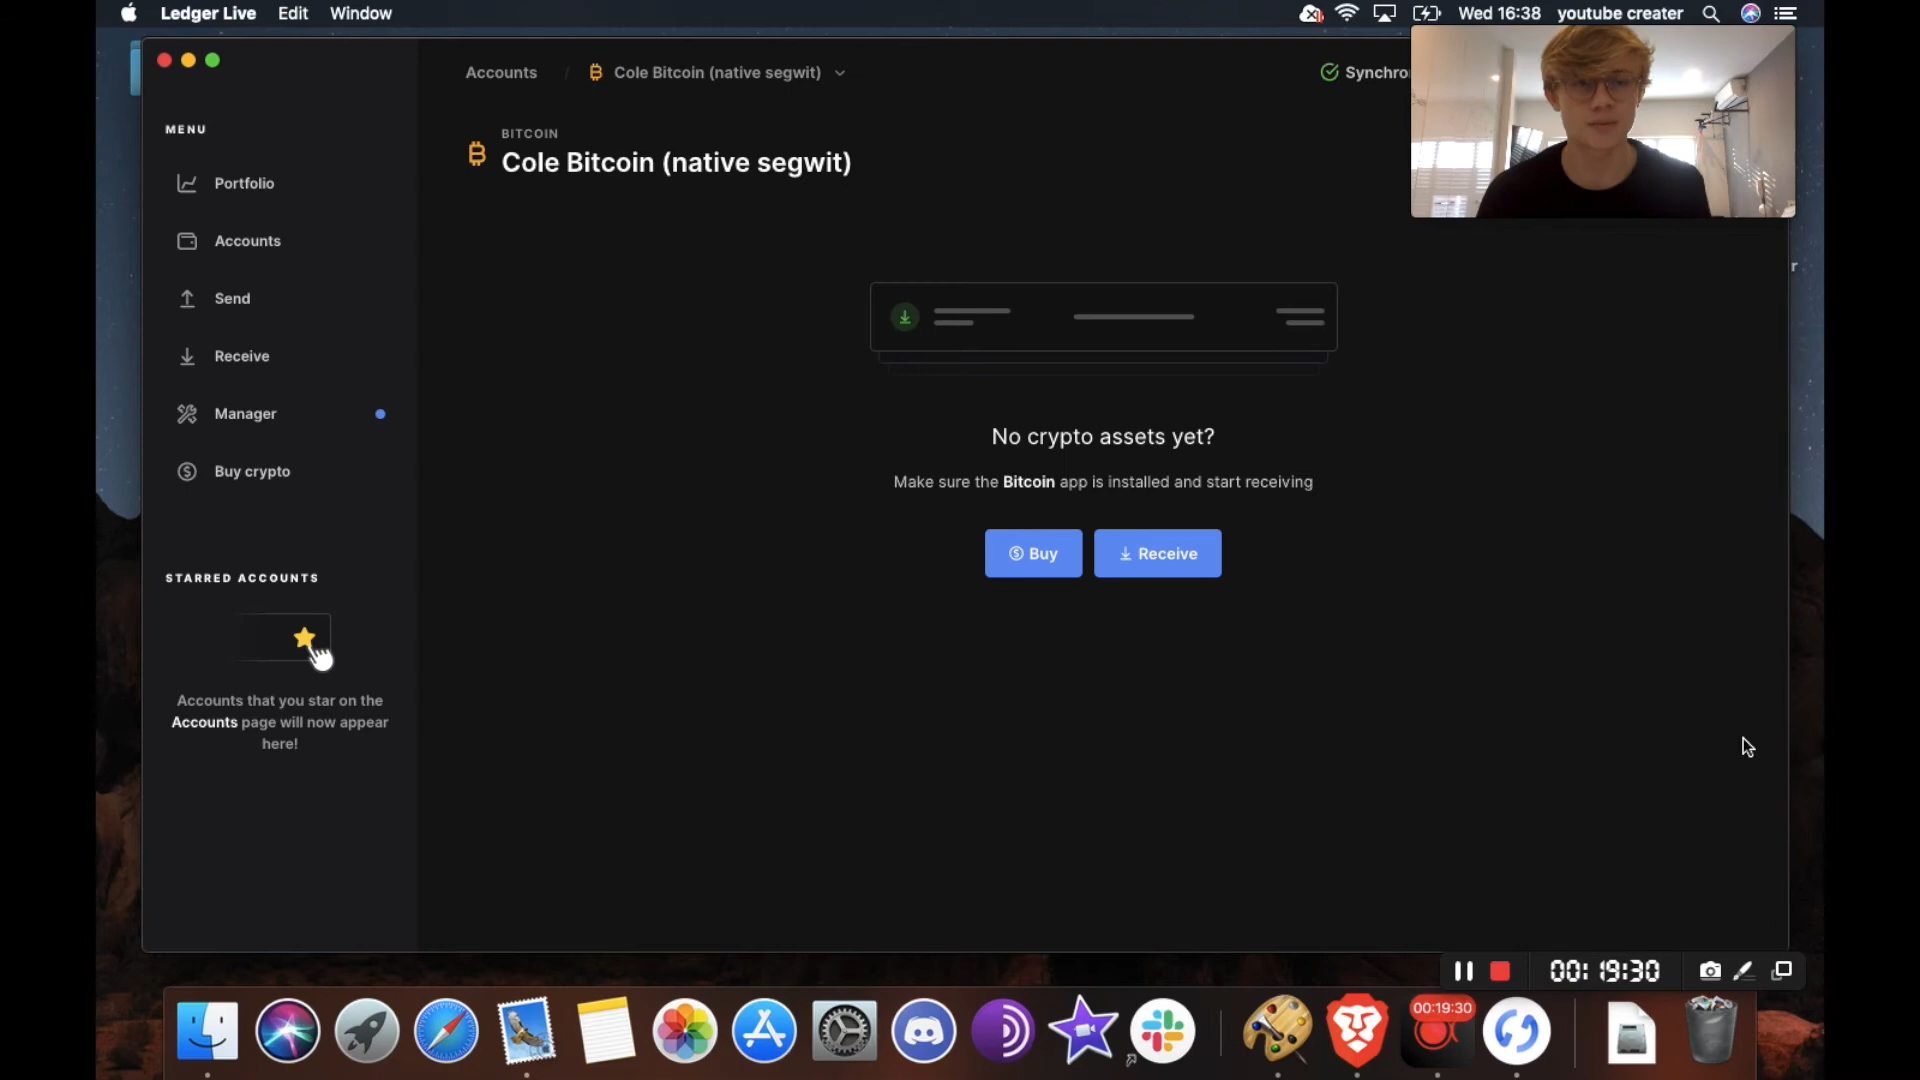 Ledger Live Edit Window
Wed 16:38 youtube creater
Accounts / Cole Bitcoin (native segwit)
Synchro
BITCOIN
Cole Bitcoin (native segwit)
MENU
Portfolio
Accounts
Send
Receive
Manager
Buy crypto
No crypto assets yet?
Make sure the Bitcoin app is installed and start receiving
Buy
Receive
STARRED ACCOUNTS
Accounts that you star on the
Accounts page will now appear
here!
r
00:19:30
00:19:30